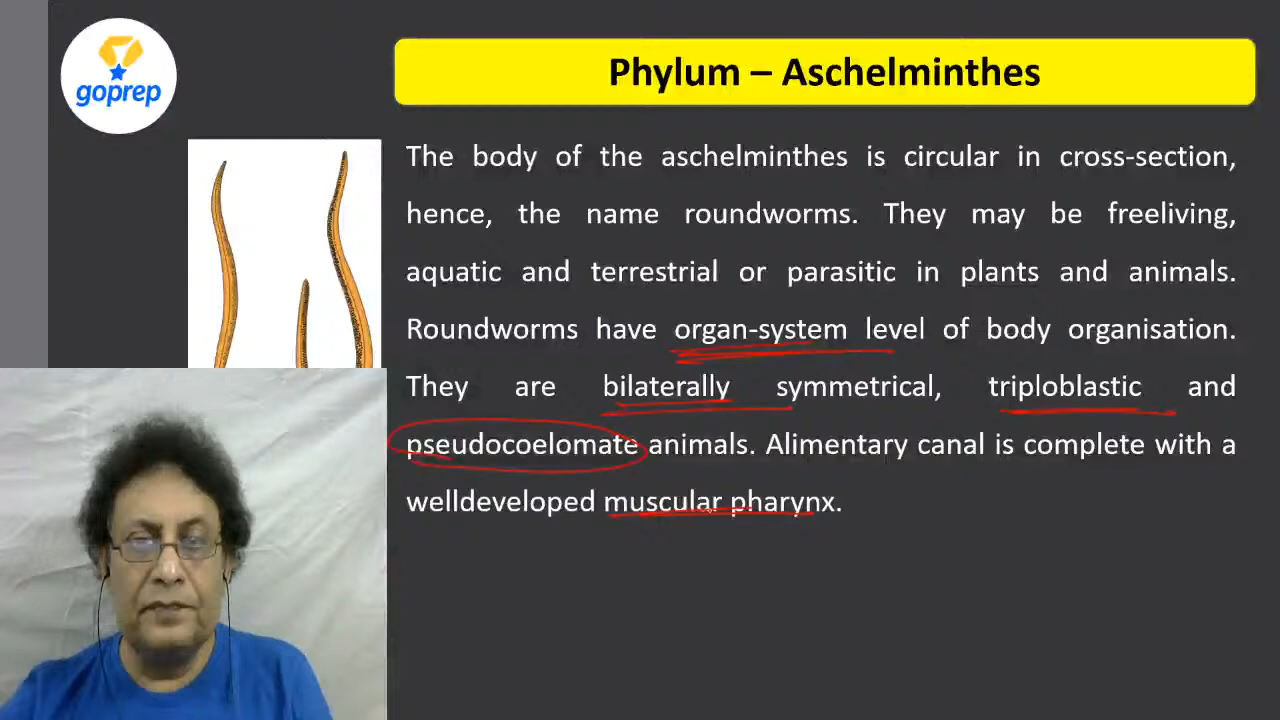 goprep
Phylum – Aschelminthes
The body of the aschelminthes is circular in cross-section,
hence, the name roundworms. They may be freeliving,
aquatic and terrestrial or parasitic in plants and animals.
Roundworms have organ-system level of body organisation.
They are bilaterally symmetrical, triploblastic and
pseudocoelomate animals. Alimentary canal is complete with a
welldeveloped muscular pharynx.